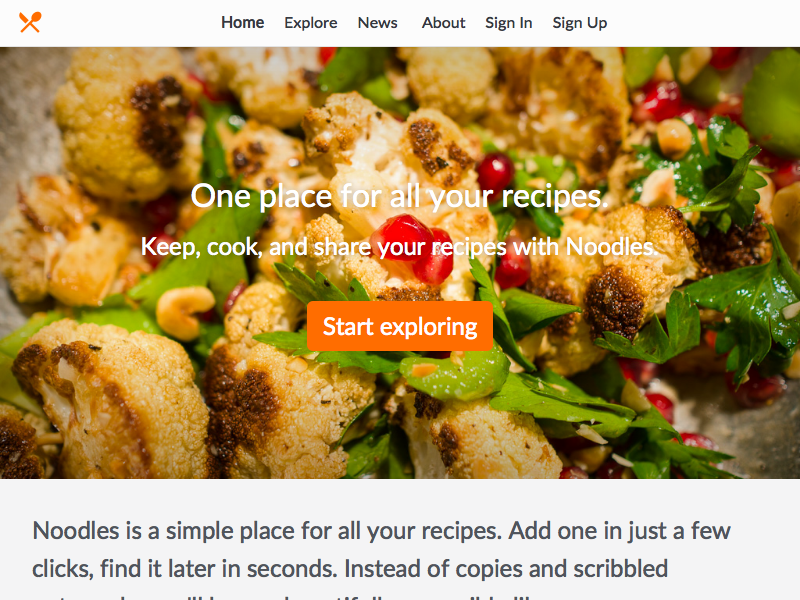 Home Explore News About Sign In Sign Up
One place for all your recipes.
Keep, cook, and share your recipes with Noodles.
Start exploring
Noodles is a simple place for all your recipes. Add one in just a few
clicks, find it later in seconds. Instead of copies and scribbled